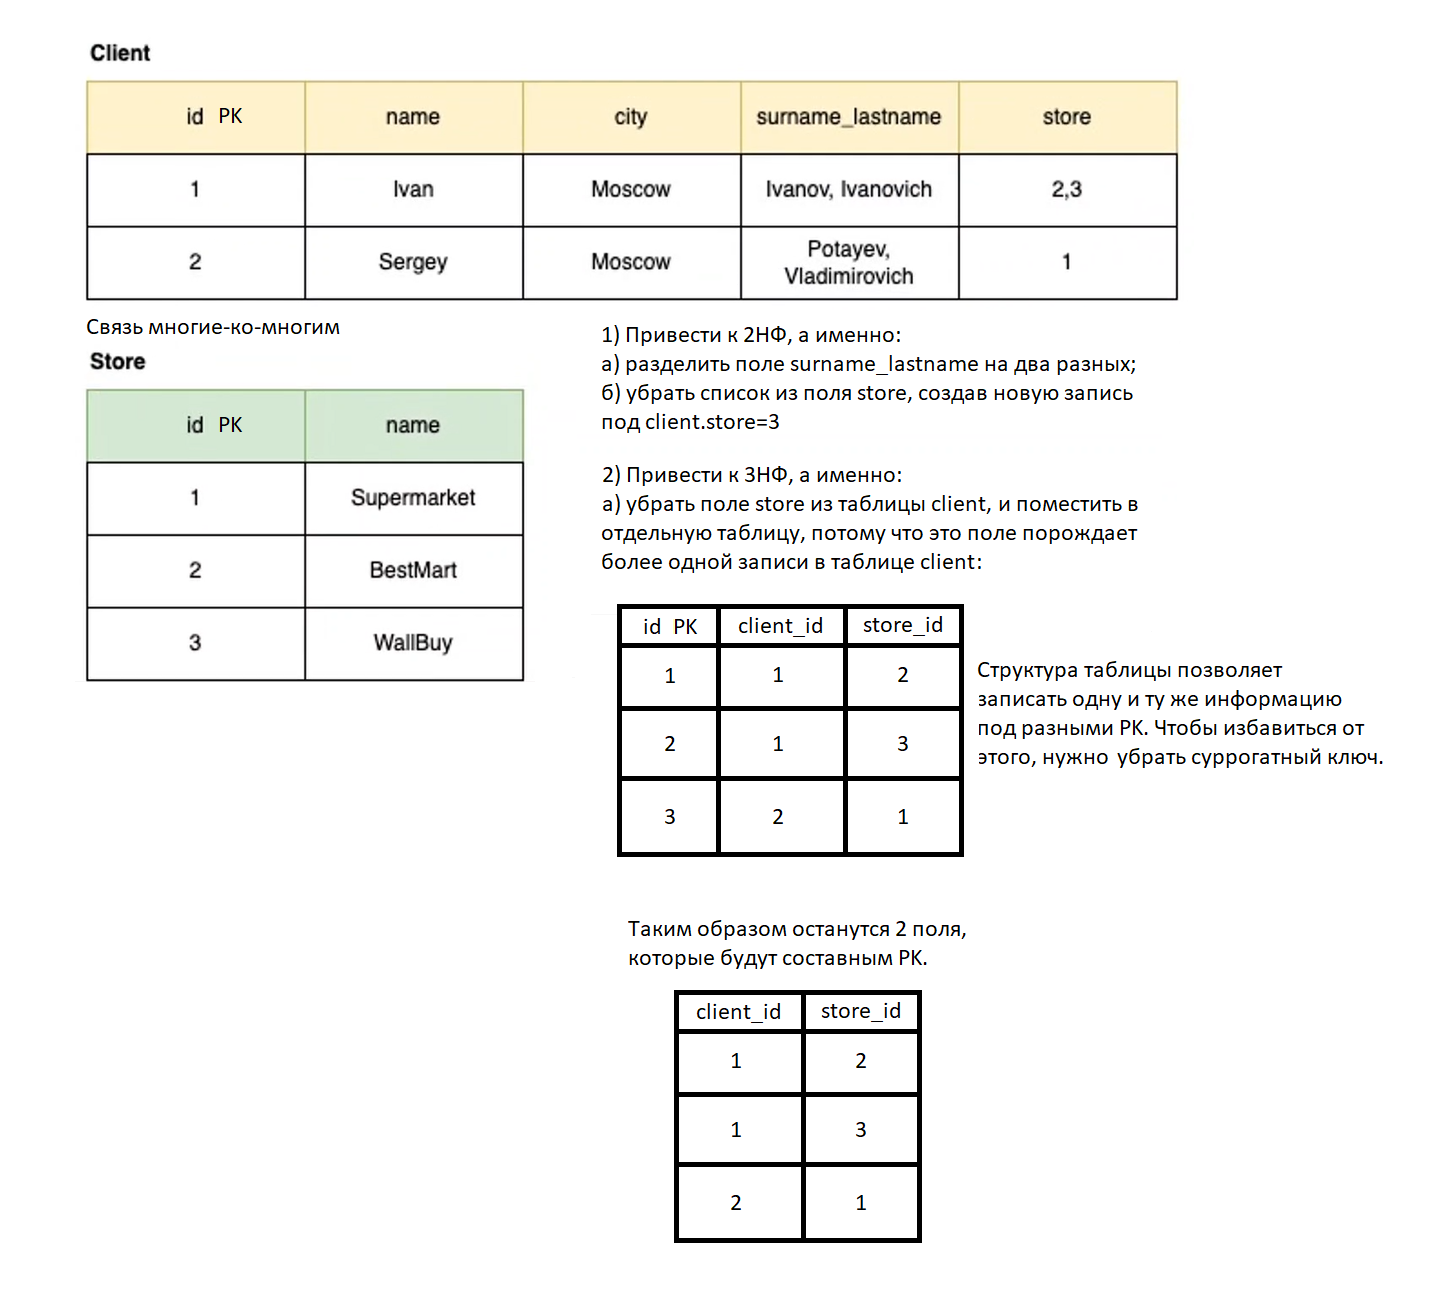 Client
id PK name city surname_lastname store
1 Ivan Moscow Ivanov, Ivanovich 2,3
2 Sergey Moscow Potayev, Vladimirovich 1
Связь многие-ко-многим
Store
id PK name
1 Supermarket
2 BestMart
3 WallBuy
1) Привести к 2НФ, а именно:
а) разделить поле surname_lastname на два разных;
б) убрать список из поля store, создав новую запись
под client.store=3
2) Привести к 3НФ, а именно:
а) убрать поле store из таблицы client, и поместить в
отдельную таблицу, потому что это поле порождает
более одной записи в таблице client:
id PK client_id store_id
1 1 2
2 1 3
3 2 1
Структура таблицы позволяет
записать одну и ту же информацию
под разными PK. Чтобы избавиться от
этого, нужно убрать суррогатный ключ.
Таким образом останутся 2 поля,
которые будут составным PK.
client_id store_id
1 2
1 3
2 1